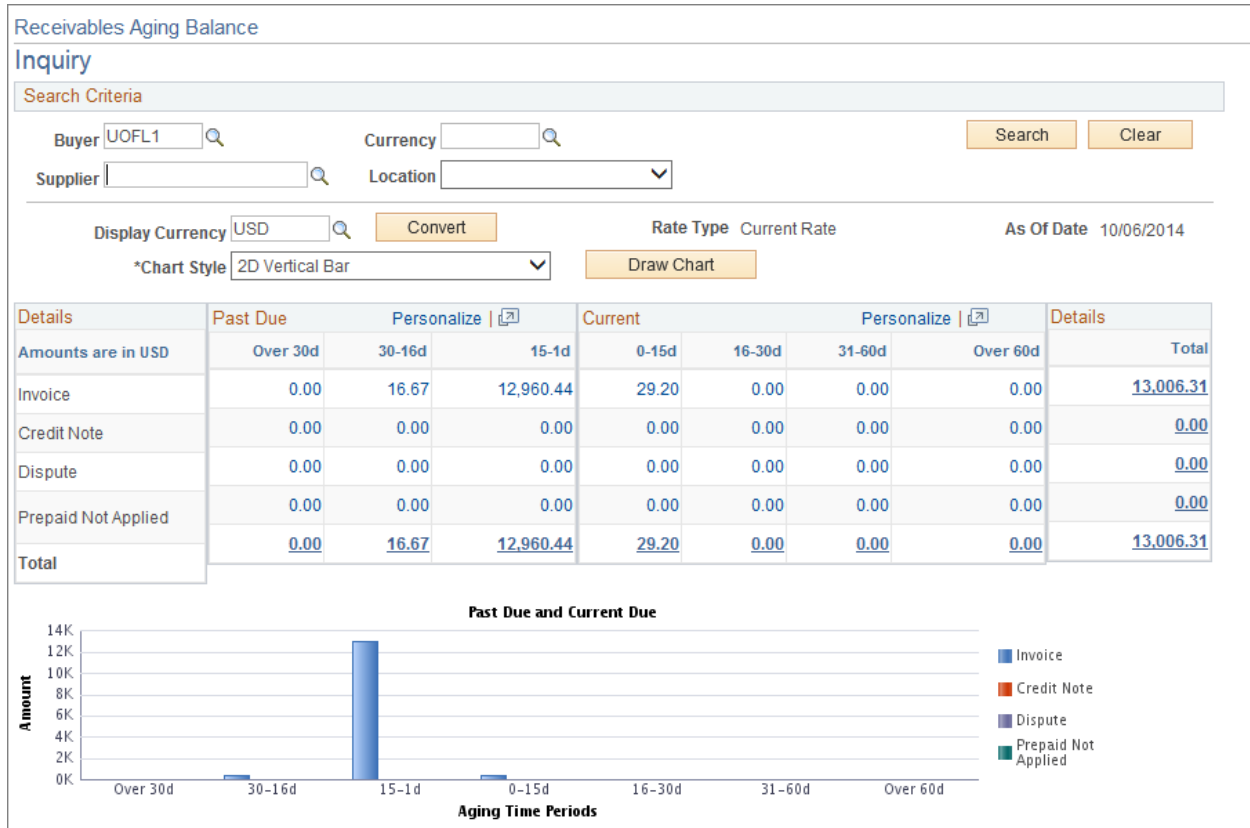 Receivables Aging Balance
Inquiry
Search Criteria
Buyer UOFL1 Currency Search Clear
Supplier Location
Display Currency USD Convert Rate Type Current Rate As Of Date 10/06/2014
*Chart Style 2D Vertical Bar Draw Chart
Details Past Due Personalize | Current Personalize | Details
Amounts are in USD Over 30d 30-16d 15-1d 0-15d 16-30d 31-60d Over 60d Total
Invoice 0.00 16.67 12,960.44 29.20 0.00 0.00 0.00 13,006.31
Credit Note 0.00 0.00 0.00 0.00 0.00 0.00 0.00 0.00
Dispute 0.00 0.00 0.00 0.00 0.00 0.00 0.00 0.00
Prepaid Not Applied 0.00 0.00 0.00 0.00 0.00 0.00 0.00 0.00
Total 0.00 16.67 12,960.44 29.20 0.00 0.00 0.00 13,006.31
Past Due and Current Due
14K
12K
10K
8K
6K
4K
2K
0K
Amount
Over 30d 30-16d 15-1d 0-15d 16-30d 31-60d Over 60d
Aging Time Periods
Invoice
Credit Note
Dispute
Prepaid Not
Applied